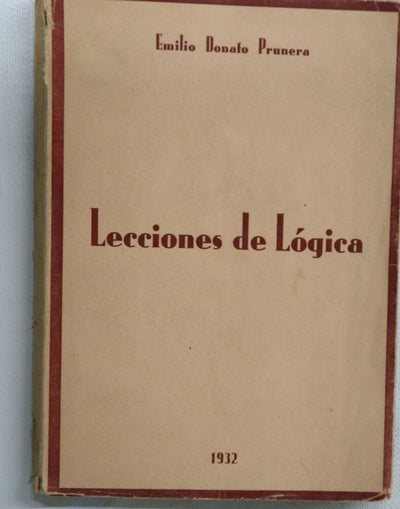 Emilio Donato Prunera
Lecciones de Lógica
1932